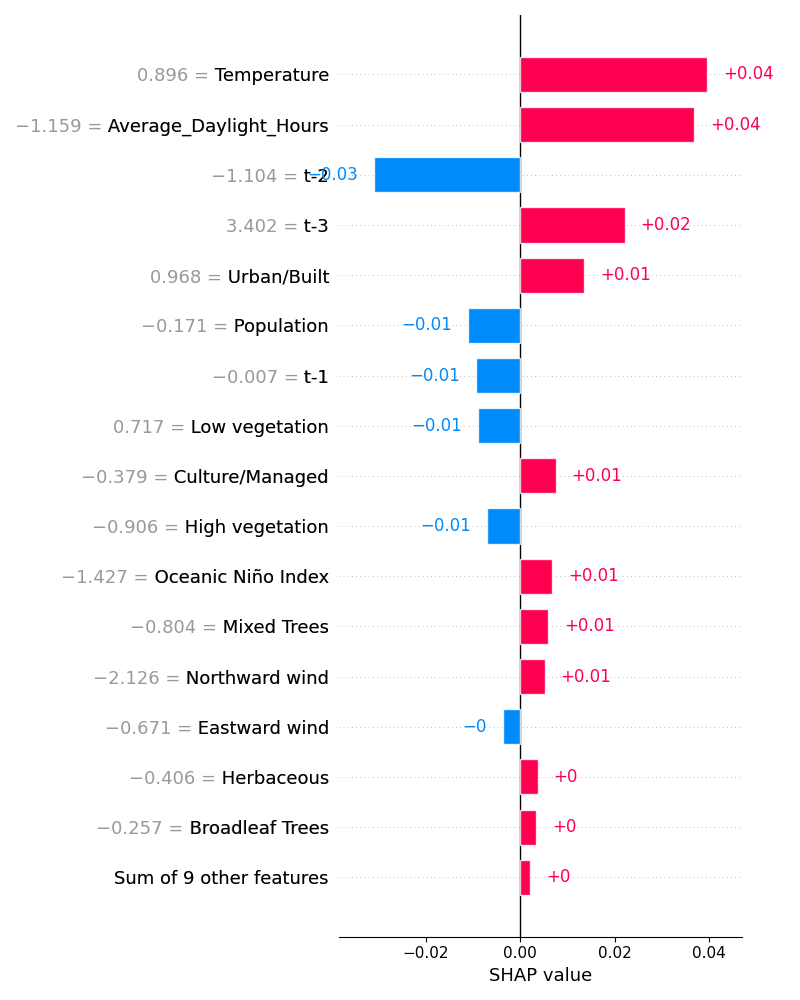 0.896 = Temperature +0.04
−1.159 = Average_Daylight_Hours +0.04
−1.104 = t-2 −0.03
3.402 = t-3 +0.02
0.968 = Urban/Built +0.01
−0.171 = Population −0.01
−0.007 = t-1 −0.01
0.717 = Low vegetation −0.01
−0.379 = Culture/Managed +0.01
−0.906 = High vegetation −0.01
−1.427 = Oceanic Niño Index +0.01
−0.804 = Mixed Trees +0.01
−2.126 = Northward wind +0.01
−0.671 = Eastward wind −0
−0.406 = Herbaceous +0
−0.257 = Broadleaf Trees +0
Sum of 9 other features +0
−0.02 0.00 0.02 0.04
SHAP value